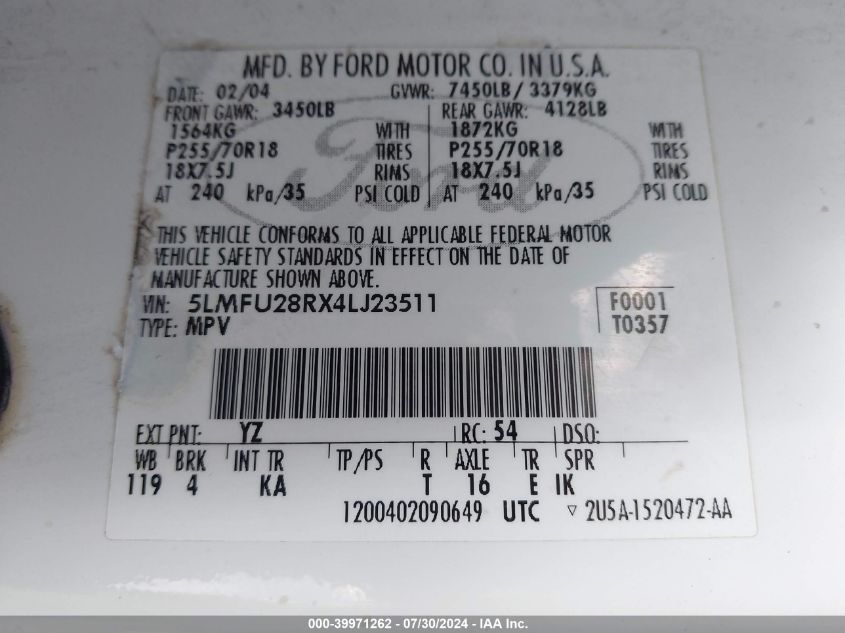 MFD. BY FORD MOTOR CO. IN U.S.A.
DATE: 02/04 GVWR: 7450LB/ 3379KG
FRONT GAWR: 3450LB REAR GAWR: 4128LB
1564KG WITH 1872KG WITH
P255/70R18 TIRES P255/70R18 TIRES
18X7.5J RIMS 18X7.5J RIMS
AT 240 kPa/35 PSI COLD AT 240 kPa/35 PSI COLD
Ford
THIS VEHICLE CONFORMS TO ALL APPLICABLE FEDERAL MOTOR
VEHICLE SAFETY STANDARDS IN EFFECT ON THE DATE OF
MANUFACTURE SHOWN ABOVE.
VIN: 5LMFU28RX4LJ23511 F0001
TYPE: MPV T0357
EXT PNT: YZ RC: 54 DSO:
WB BRK INT TR TP/PS R AXLE TR SPR
119 4 KA T 16 E IK
1200402090649 UTC ▽ 2U5A-1520472-AA
000-39971262 - 07/30/2024 - IAA Inc.